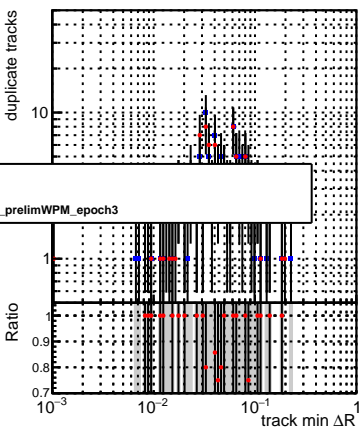 duplicate tracks
10
_prelimWPM_epoch3
1
Ratio
1
0.9
0.8
0.7
10⁻³
10⁻²
10⁻¹
1
track min ΔR